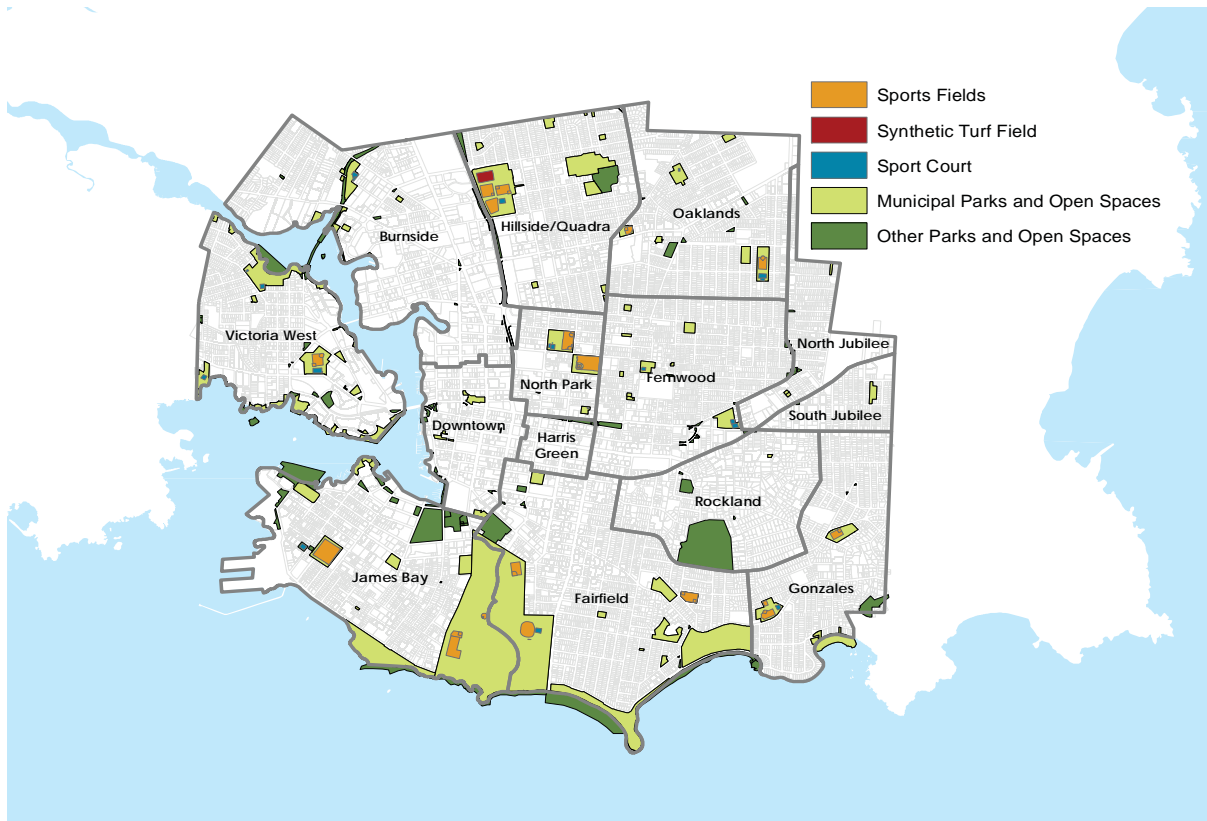 Sports Fields
Synthetic Turf Field
Sport Court
Municipal Parks and Open Spaces
Other Parks and Open Spaces
Oaklands
Hillside/Quadra
Burnside
Victoria West
North Jubilee
North Park
Fernwood
South Jubilee
Downtown
Harris
Green
Rockland
James Bay
Fairfield
Gonzales